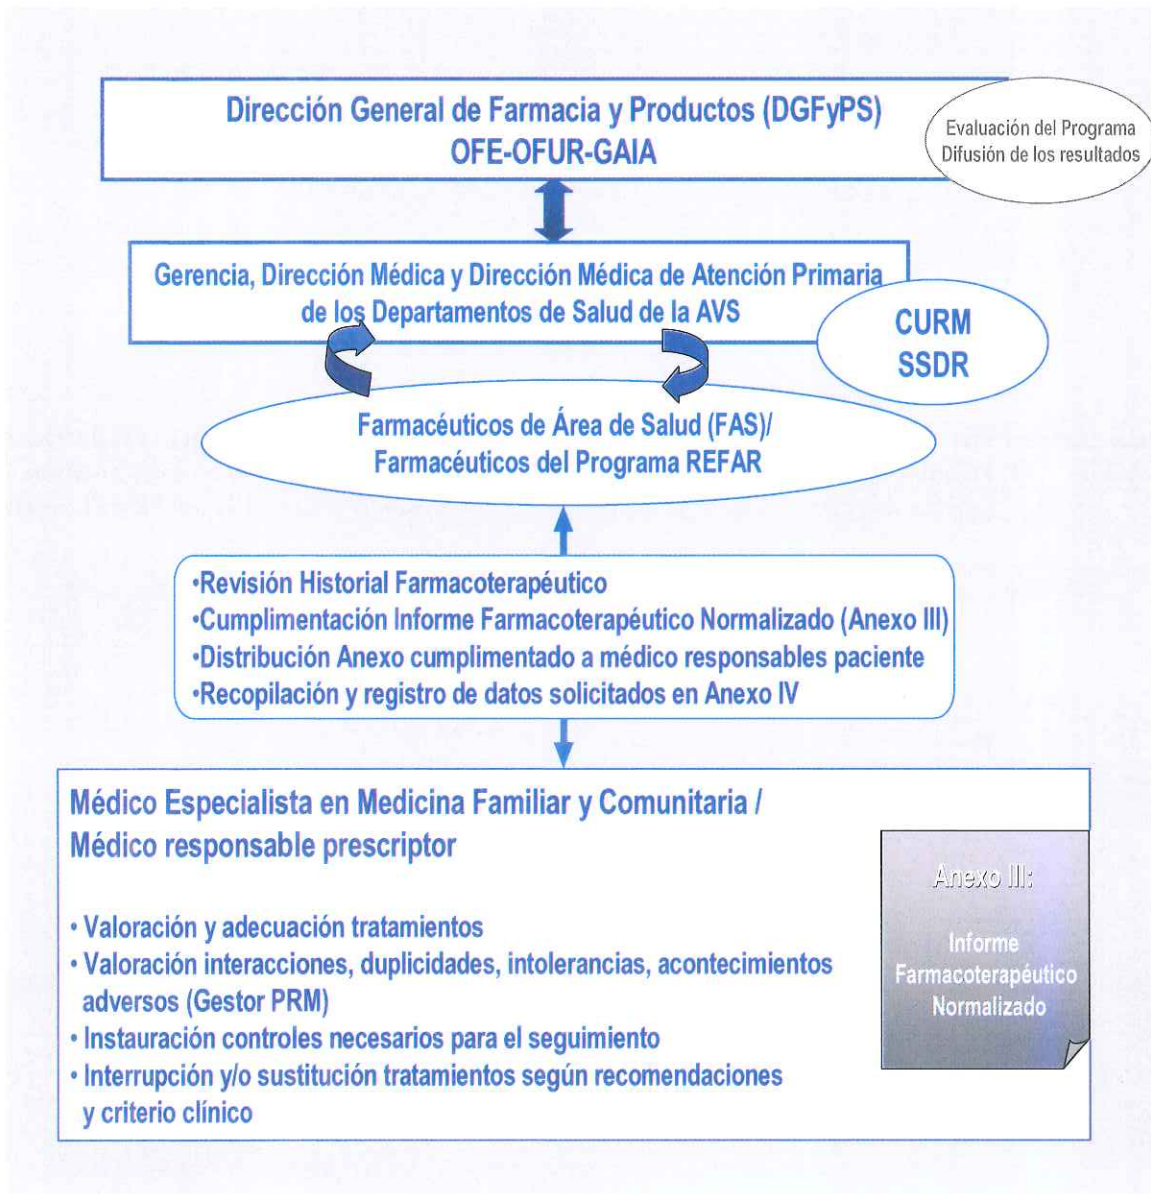 Dirección General de Farmacia y Productos (DGFyPS)
OFE-OFUR-GAIA
Evaluación del Programa
Difusión de los resultados
Gerencia, Dirección Médica y Dirección Médica de Atención Primaria
de los Departamentos de Salud de la AVS
CURM
SSDR
Farmacéuticos de Área de Salud (FAS)/
Farmacéuticos del Programa REFAR
•Revisión Historial Farmacoterapéutico
•Cumplimentación Informe Farmacoterapéutico Normalizado (Anexo III)
•Distribución Anexo cumplimentado a médico responsables paciente
•Recopilación y registro de datos solicitados en Anexo IV
Médico Especialista en Medicina Familiar y Comunitaria /
Médico responsable prescriptor
• Valoración y adecuación tratamientos
• Valoración interacciones, duplicidades, intolerancias, acontecimientos
adversos (Gestor PRM)
• Instauración controles necesarios para el seguimiento
• Interrupción y/o sustitución tratamientos según recomendaciones
y criterio clínico
Anexo III:
Informe
Farmacoterapéutico
Normalizado